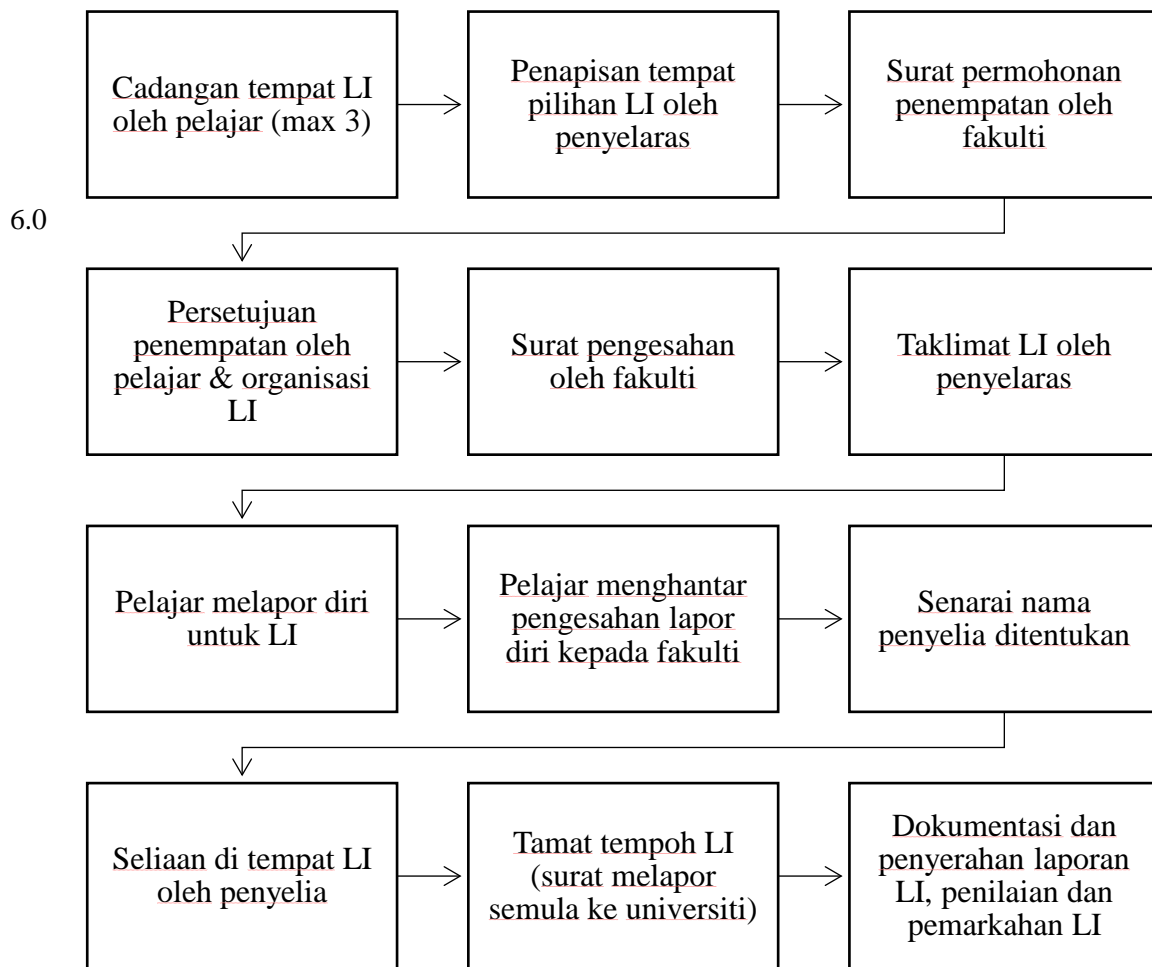 Cadangan tempat LI
oleh pelajar (max 3)
Penapisan tempat
pilihan LI oleh
penyelaras
Surat permohonan
penempatan oleh
fakulti
6.0
Persetujuan
penempatan oleh
pelajar & organisasi
LI
Surat pengesahan
oleh fakulti
Taklimat LI oleh
penyelaras
Pelajar melapor diri
untuk LI
Pelajar menghantar
pengesahan lapor
diri kepada fakulti
Senarai nama
penyelia ditentukan
Seliaan di tempat LI
oleh penyelia
Tamat tempoh LI
(surat melapor
semula ke universiti)
Dokumentasi dan
penyerahan laporan
LI, penilaian dan
pemarkahan LI